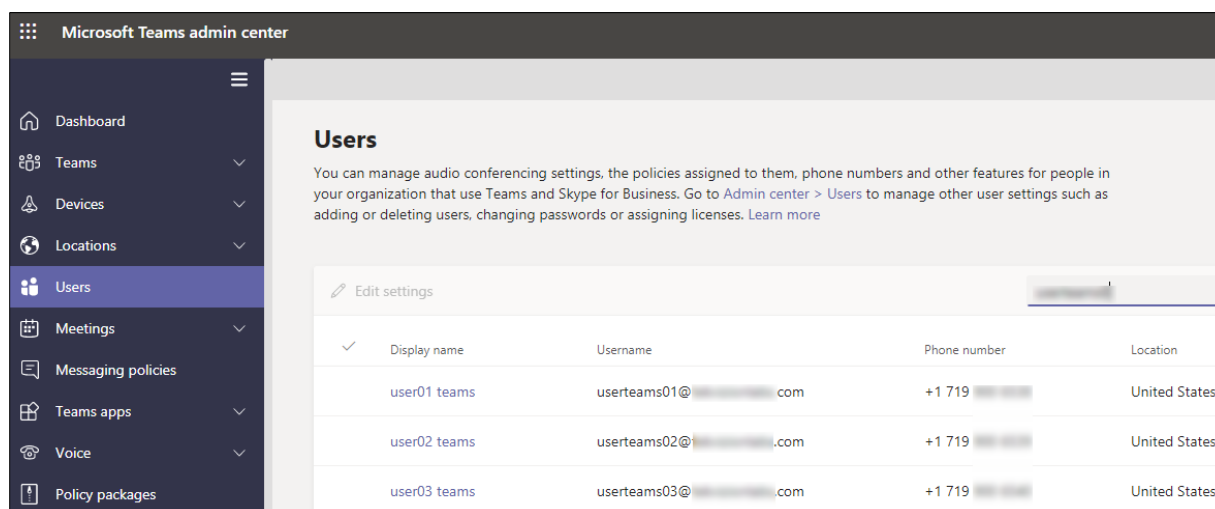 Microsoft Teams admin center
Dashboard
Teams
Devices
Locations
Users
Meetings
Messaging policies
Teams apps
Voice
Policy packages
Users
You can manage audio conferencing settings, the policies assigned to them, phone numbers and other features for people in
your organization that use Teams and Skype for Business. Go to Admin center > Users to manage other user settings such as
adding or deleting users, changing passwords or assigning licenses. Learn more
Edit settings
Display name Username Phone number Location
user01 teams userteams01@ .com +1 719 United States
user02 teams userteams02@ .com +1 719 United States
user03 teams userteams03@ .com +1 719 United States